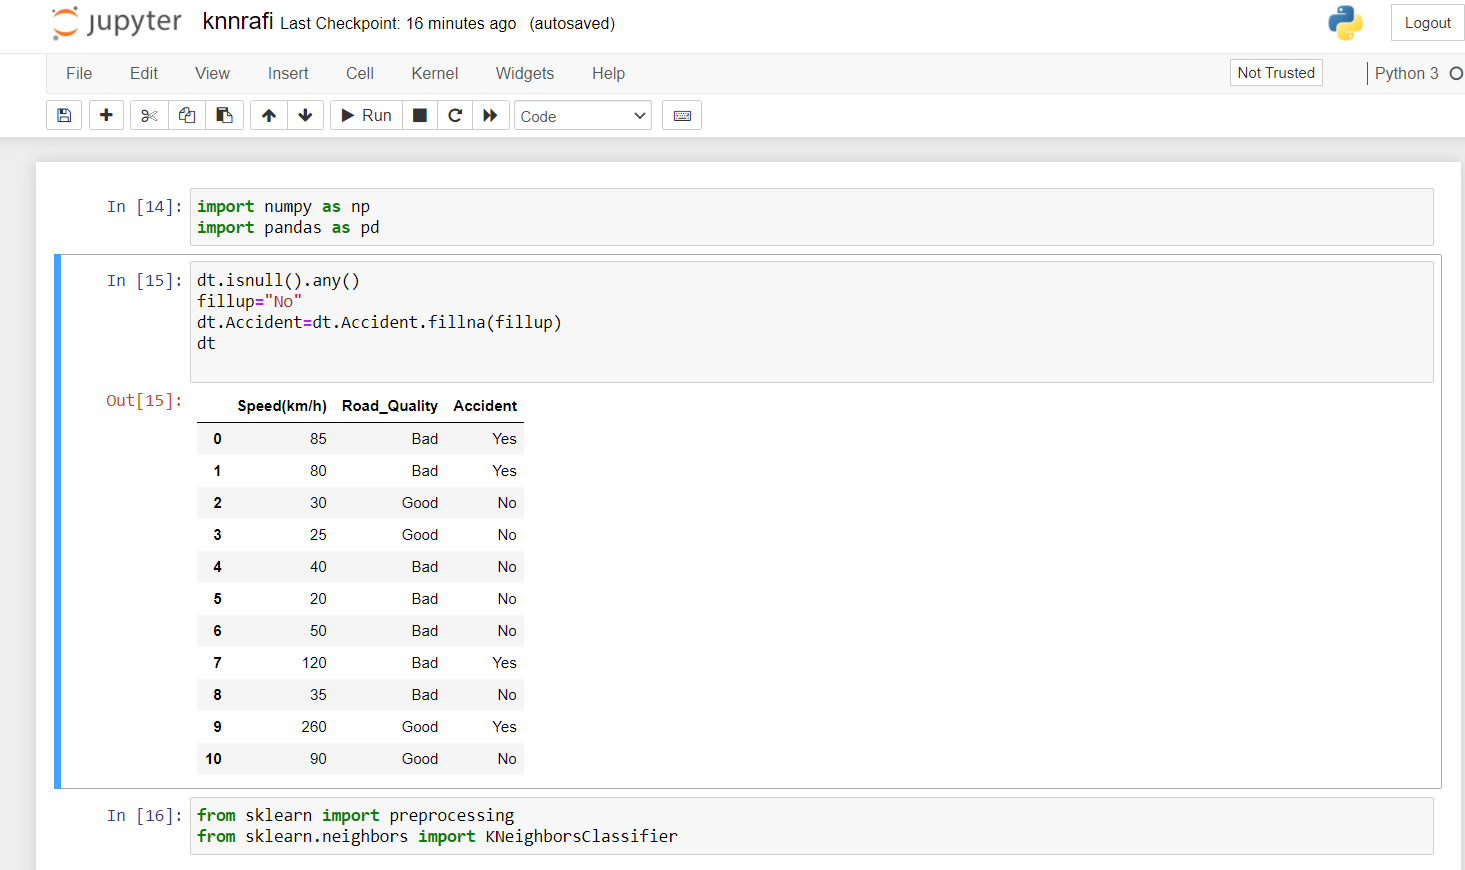 jupyter knnrafi Last Checkpoint: 16 minutes ago (autosaved) Logout
File Edit View Insert Cell Kernel Widgets Help Not Trusted Python 3
Run Code
In [14]: import numpy as np
import pandas as pd
In [15]: dt.isnull().any()
fillup="No"
dt.Accident=dt.Accident.fillna(fillup)
dt
Out[15]:
Speed(km/h) Road_Quality Accident
0 85 Bad Yes
1 80 Bad Yes
2 30 Good No
3 25 Good No
4 40 Bad No
5 20 Bad No
6 50 Bad No
7 120 Bad Yes
8 35 Bad No
9 260 Good Yes
10 90 Good No
In [16]: from sklearn import preprocessing
from sklearn.neighbors import KNeighborsClassifier